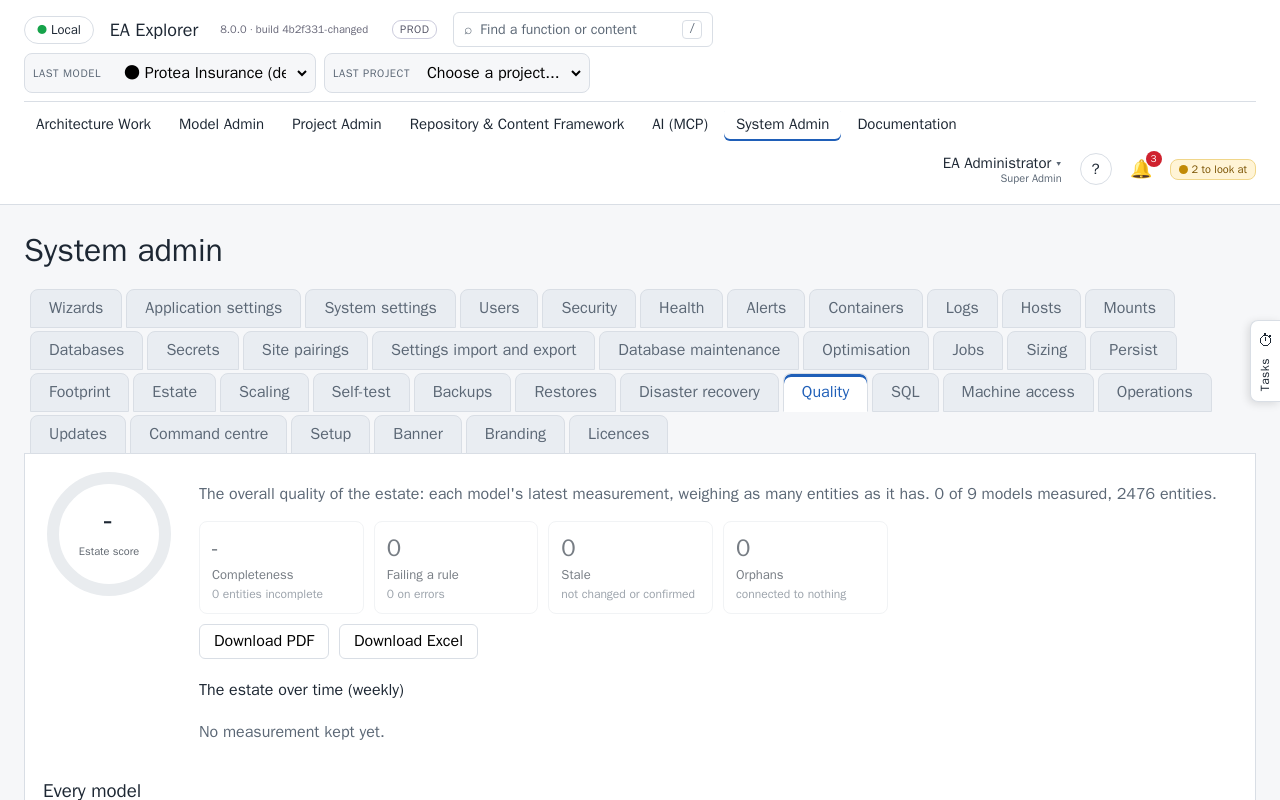 Local EA Explorer 8.0.0 · build 4b2f331-changed PROD Find a function or content /
LAST MODEL Protea Insurance (de LAST PROJECT Choose a project...
Architecture Work Model Admin Project Admin Repository & Content Framework AI (MCP) System Admin Documentation
EA Administrator ? 3 2 to look at
Super Admin
System admin
Wizards Application settings System settings Users Security Health Alerts Containers Logs Hosts Mounts
Databases Secrets Site pairings Settings import and export Database maintenance Optimisation Jobs Sizing Persist
Footprint Estate Scaling Self-test Backups Restores Disaster recovery Quality SQL Machine access Operations
Updates Command centre Setup Banner Branding Licences
Tasks
The overall quality of the estate: each model's latest measurement, weighing as many entities as it has. 0 of 9 models measured, 2476 entities.
-
Estate score
- 0 0 0
Completeness Failing a rule Stale Orphans
0 entities incomplete 0 on errors not changed or confirmed connected to nothing
Download PDF Download Excel
The estate over time (weekly)
No measurement kept yet.
Every model